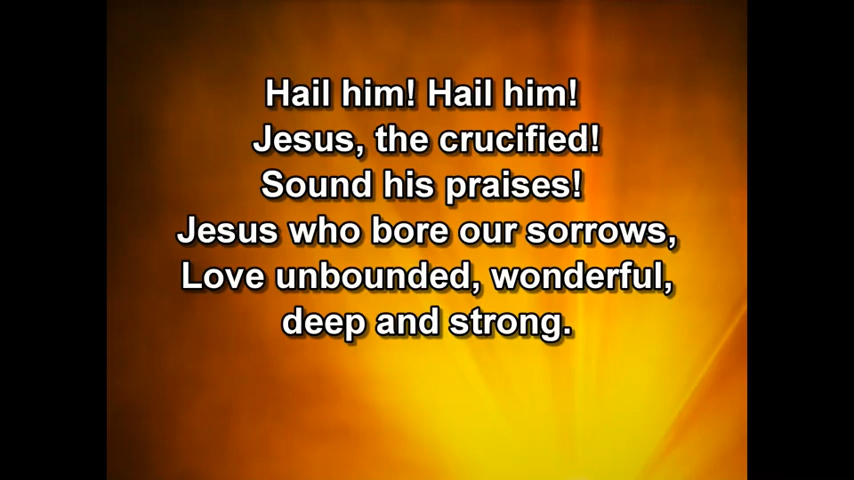 Hail him! Hail him!
Jesus, the crucified!
Sound his praises!
Jesus who bore our sorrows,
Love unbounded, wonderful,
deep and strong.